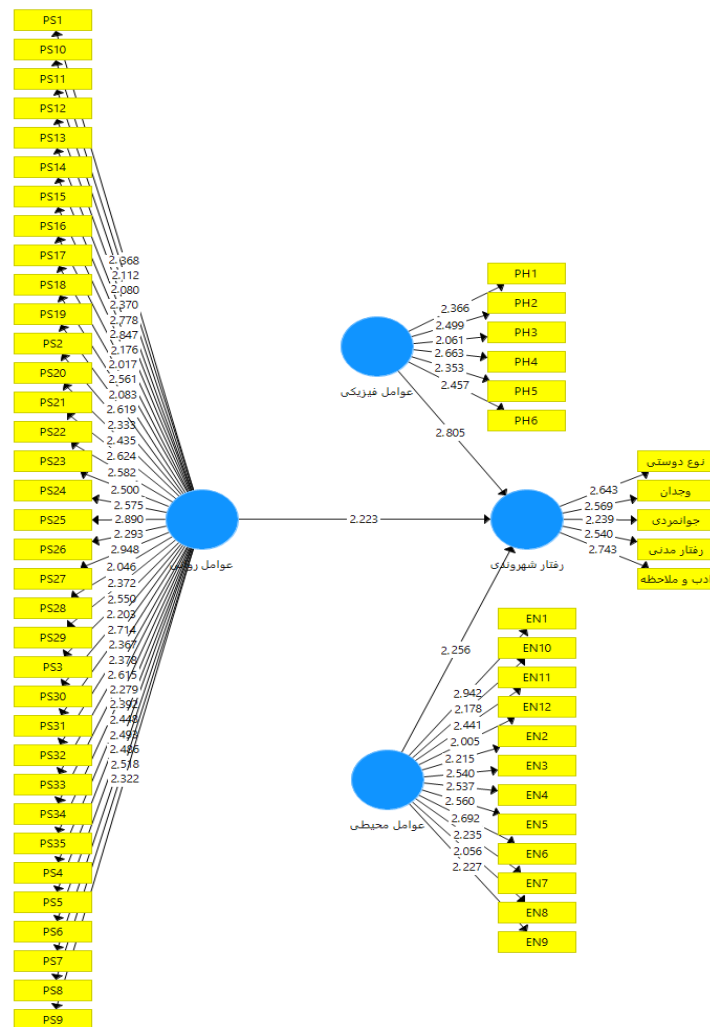 PS1
PS10
PS11
PS12
PS13
PS14
PS15
PS16
PS17
PS18
PS19
PS2
PS20
PS21
PS22
PS23
PS24
PS25
PS26
PS27
PS28
PS29
PS3
PS30
PS31
PS32
PS33
PS34
PS35
PS4
PS5
PS6
PS7
PS8
PS9
2.368
2.112
2.080
2.370
2.778
2.847
2.176
2.017
2.561
2.083
2.619
2.333
2.435
2.624
2.582
2.500
2.575
2.890
2.293
2.948
2.046
2.372
2.550
2.203
2.714
2.367
2.378
2.615
2.279
2.392
2.448
2.493
2.486
2.518
2.322
عوامل روانی
2.223
عوامل فیزیکی
2.366
2.499
2.061
2.663
2.353
2.457
PH1
PH2
PH3
PH4
PH5
PH6
2.805
رفتار شهروندی
2.643
2.569
2.239
2.540
2.743
نوع دوستی
وجدان
جوانمردی
رفتار مدنی
ادب و ملاحظه
2.256
عوامل محیطی
2.942
2.178
2.441
2.005
2.215
2.540
2.537
2.560
2.692
2.235
2.056
2.227
EN1
EN10
EN11
EN12
EN2
EN3
EN4
EN5
EN6
EN7
EN8
EN9